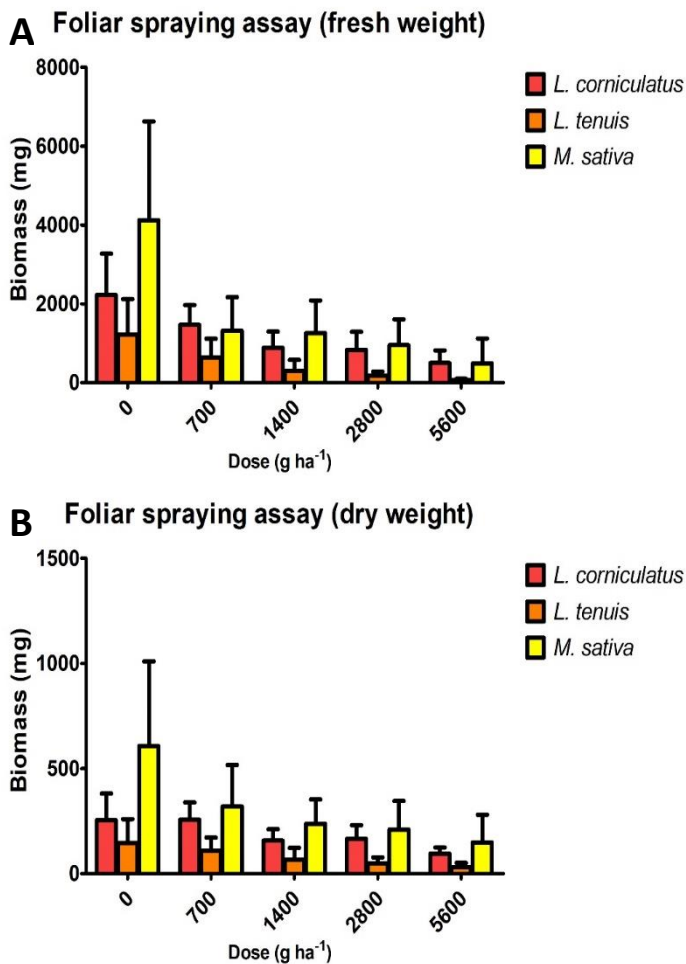 A Foliar spraying assay (fresh weight)
Biomass (mg)
8000
6000
4000
2000
0
0 700 1400 2800 5600
Dose (g ha⁻¹)
L. corniculatus
L. tenuis
M. sativa
B Foliar spraying assay (dry weight)
Biomass (mg)
1500
1000
500
0
0 700 1400 2800 5600
Dose (g ha⁻¹)
L. corniculatus
L. tenuis
M. sativa